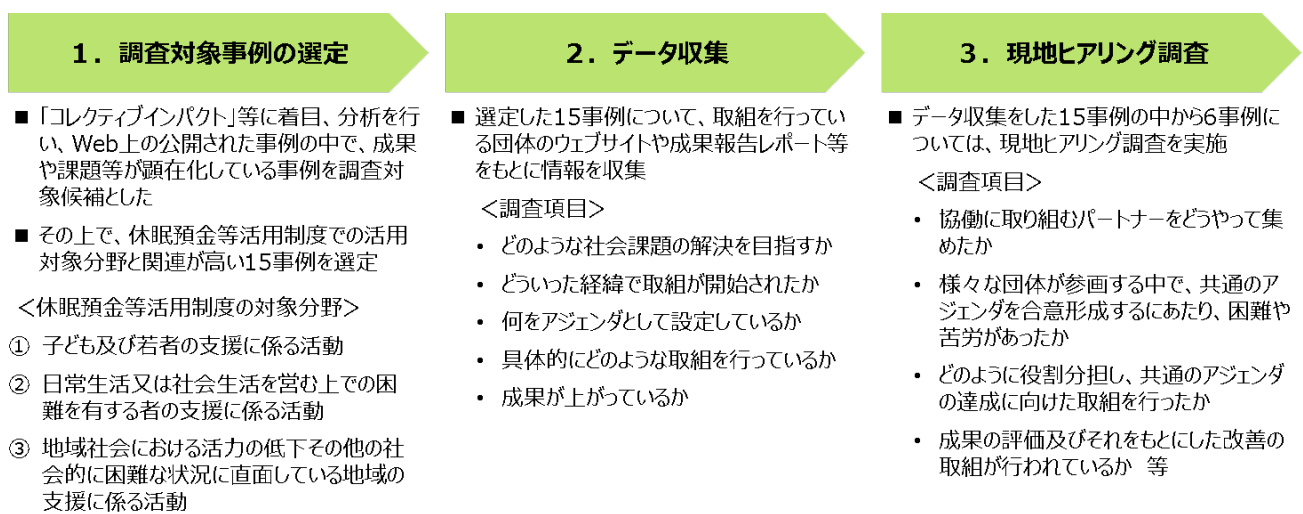 1．調査対象事例の選定
■ 「コレクティブインパクト」等に着目、分析を行
い、Web上の公開された事例の中で、成果
や課題等が顕在化している事例を調査対
象候補とした
■ その上で、休眠預金等活用制度での活用
対象分野と関連が高い15事例を選定
＜休眠預金等活用制度の対象分野＞
① 子ども及び若者の支援に係る活動
② 日常生活又は社会生活を営む上での困
難を有する者の支援に係る活動
③ 地域社会における活力の低下その他の社
会的に困難な状況に直面している地域の
支援に係る活動
2．データ収集
■ 選定した15事例について、取組を行ってい
る団体のウェブサイトや成果報告レポート等
をもとに情報を収集
＜調査項目＞
• どのような社会課題の解決を目指すか
• どういった経緯で取組が開始されたか
• 何をアジェンダとして設定しているか
• 具体的にどのような取組を行っているか
• 成果が上がっているか
3．現地ヒアリング調査
■ データ収集をした15事例の中から6事例に
ついては、現地ヒアリング調査を実施
＜調査項目＞
• 協働に取り組むパートナーをどうやって集
めたか
• 様々な団体が参画する中で、共通のア
ジェンダを合意形成するにあたり、困難や
苦労があったか
• どのように役割分担し、共通のアジェンダ
の達成に向けた取組を行ったか
• 成果の評価及びそれをもとにした改善の
取組が行われているか 等